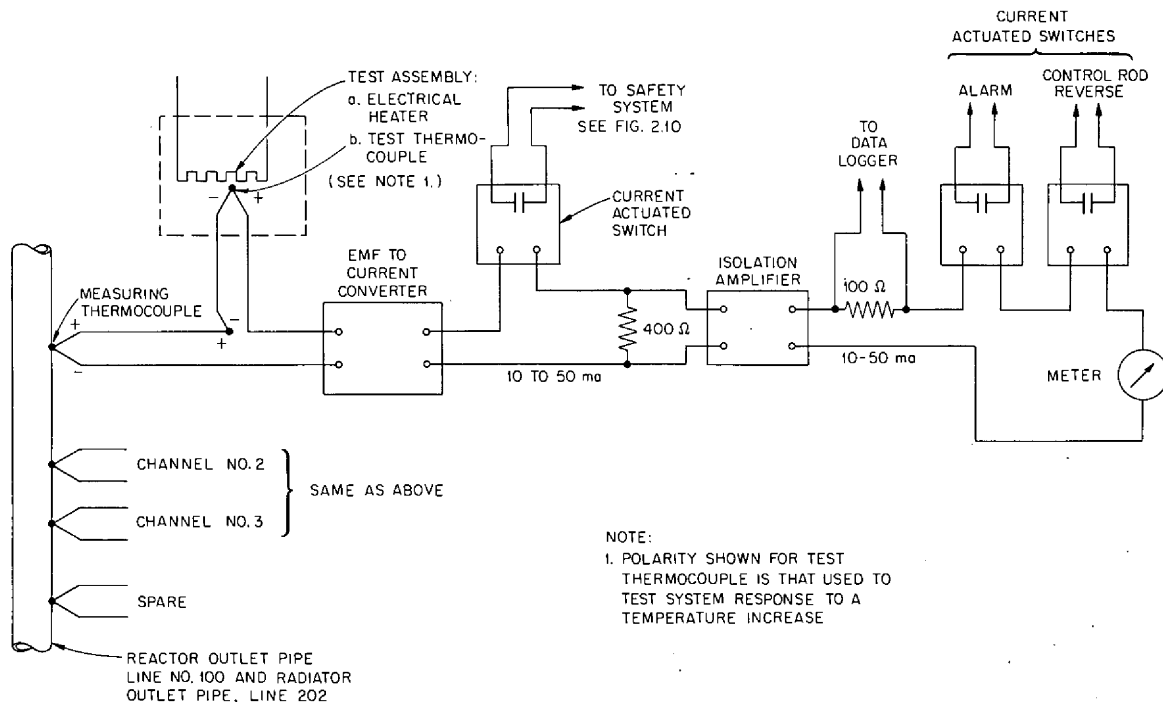 CURRENT
ACTUATED SWITCHES
ALARM
CONTROL ROD
REVERSE
TEST ASSEMBLY:
a. ELECTRICAL
HEATER
b. TEST THERMO-
COUPLE
(SEE NOTE 1.)
TO SAFETY
SYSTEM
SEE FIG. 2.10
TO
DATA
LOGGER
CURRENT
ACTUATED
SWITCH
- +
EMF TO
CURRENT
CONVERTER
ISOLATION
AMPLIFIER
100 Ω
MEASURING
THERMOCOUPLE
+
-
-
+
400 Ω
10 TO 50 ma
10-50 ma
METER
CHANNEL NO. 2
CHANNEL NO. 3
SAME AS ABOVE
SPARE
NOTE:
1. POLARITY SHOWN FOR TEST
THERMOCOUPLE IS THAT USED TO
TEST SYSTEM RESPONSE TO A
TEMPERATURE INCREASE
REACTOR OUTLET PIPE
LINE NO. 100 AND RADIATOR
OUTLET PIPE, LINE 202